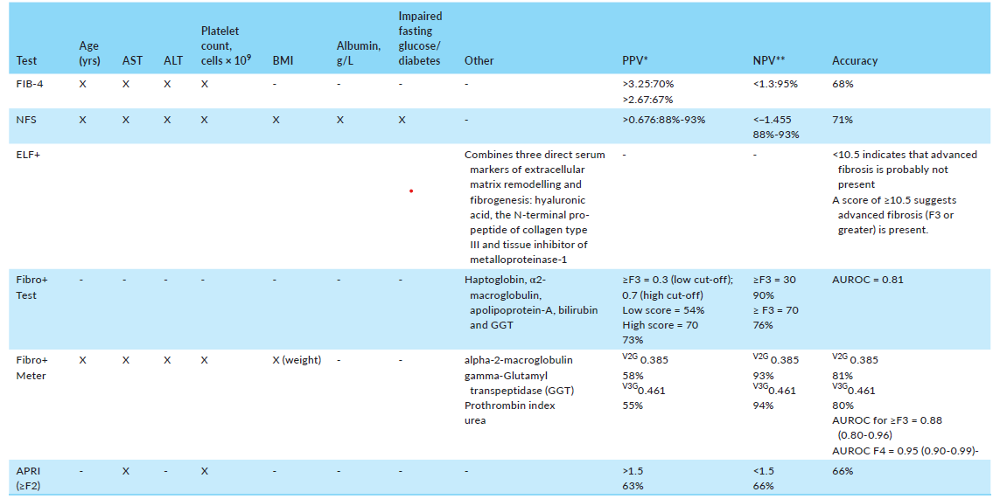 Test Age (yrs) AST ALT Platelet count, cells × 10⁹ BMI Albumin, g/L Impaired fasting glucose/ diabetes Other PPV* NPV** Accuracy
FIB-4 X X X X - - - - >3.25:70% <1.3:95% 68%
>2.67:67%
NFS X X X X X X X - >0.676:88%-93% <–1.455 71%
88%-93%
ELF+ Combines three direct serum - - <10.5 indicates that advanced
markers of extracellular fibrosis is probably not
matrix remodelling and present
fibrogenesis: hyaluronic A score of ≥10.5 suggests
acid, the N-terminal pro- advanced fibrosis (F3 or
peptide of collagen type greater) is present.
III and tissue inhibitor of
metalloproteinase-1
Fibro+ - - - - - - - Haptoglobin, α2- ≥F3 = 0.3 (low cut-off); ≥F3 = 30 AUROC = 0.81
Test macroglobulin, 0.7 (high cut-off) 90%
apolipoprotein-A, bilirubin Low score = 54% ≥ F3 = 70
and GGT High score = 70 76%
73%
Fibro+ X X X X X (weight) - - alpha-2-macroglobulin V2G 0.385 V2G 0.385 V2G 0.385
Meter gamma-Glutamyl 58% 93% 81%
transpeptidase (GGT) V3G0.461 V3G0.461 V3G0.461
Prothrombin index 55% 94% 80%
urea AUROC for ≥F3 = 0.88
(0.80-0.96)
AUROC F4 = 0.95 (0.90-0.99)-
APRI - X - X - - - - >1.5 <1.5 66%
(≥F2) 63% 66%